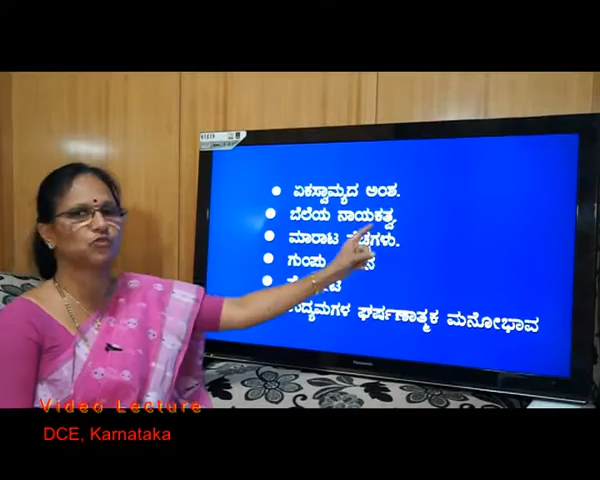 ಏಕಸ್ವಾಮ್ಯದ ಅಂಶ.
ಬೆಲೆಯ ನಾಯಕತ್ವ
ಮಾರಾಟ
ಗುಂಪು
ಘರ್ಷಣಾತ್ಮಕ ಮನೋಭಾವ
Video Lecture
DCE, Karnataka